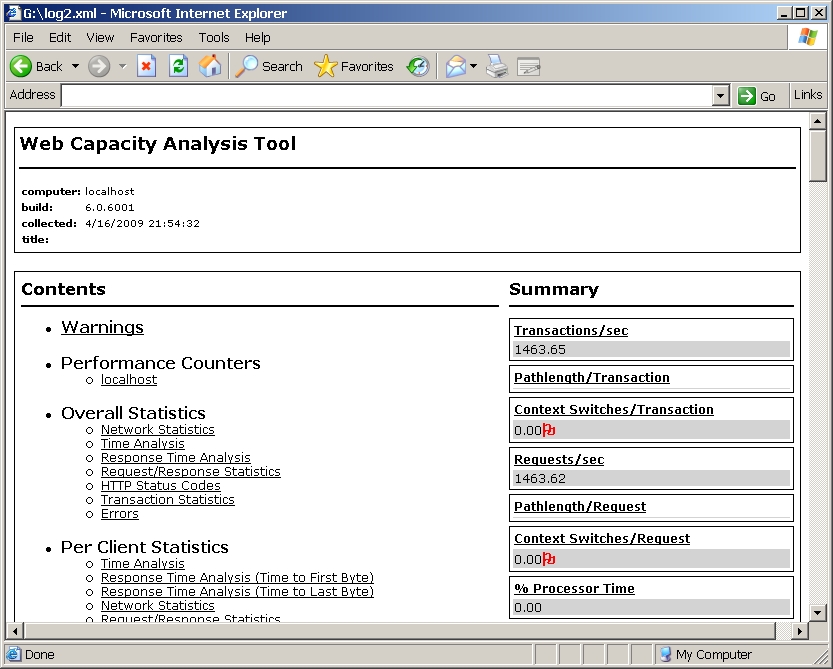 G:\log2.xml - Microsoft Internet Explorer
File Edit View Favorites Tools Help
Back Search Favorites
Address Go Links
Web Capacity Analysis Tool
computer: localhost
build: 6.0.6001
collected: 4/16/2009 21:54:32
title:
Contents
Warnings
Performance Counters
localhost
Overall Statistics
Network Statistics
Time Analysis
Response Time Analysis
Request/Response Statistics
HTTP Status Codes
Transaction Statistics
Errors
Per Client Statistics
Time Analysis
Response Time Analysis (Time to First Byte)
Response Time Analysis (Time to Last Byte)
Network Statistics
Request/Response Statistics
Summary
Transactions/sec
1463.65
Pathlength/Transaction
Context Switches/Transaction
0.00
Requests/sec
1463.62
Pathlength/Request
Context Switches/Request
0.00
% Processor Time
0.00
Done My Computer